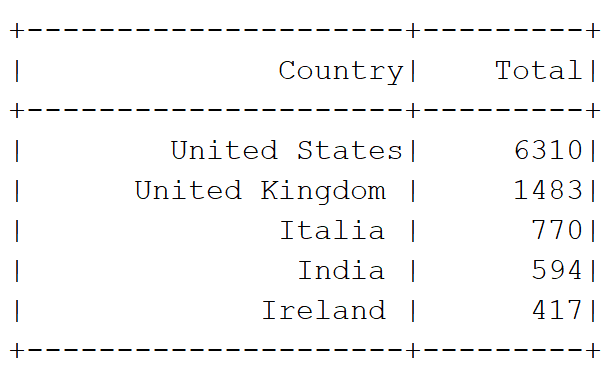 +---------------------+---------+
|              Country|    Total|
+---------------------+---------+
|        United States|     6310|
|      United Kingdom |     1483|
|              Italia |      770|
|               India |      594|
|             Ireland |      417|
+---------------------+---------+